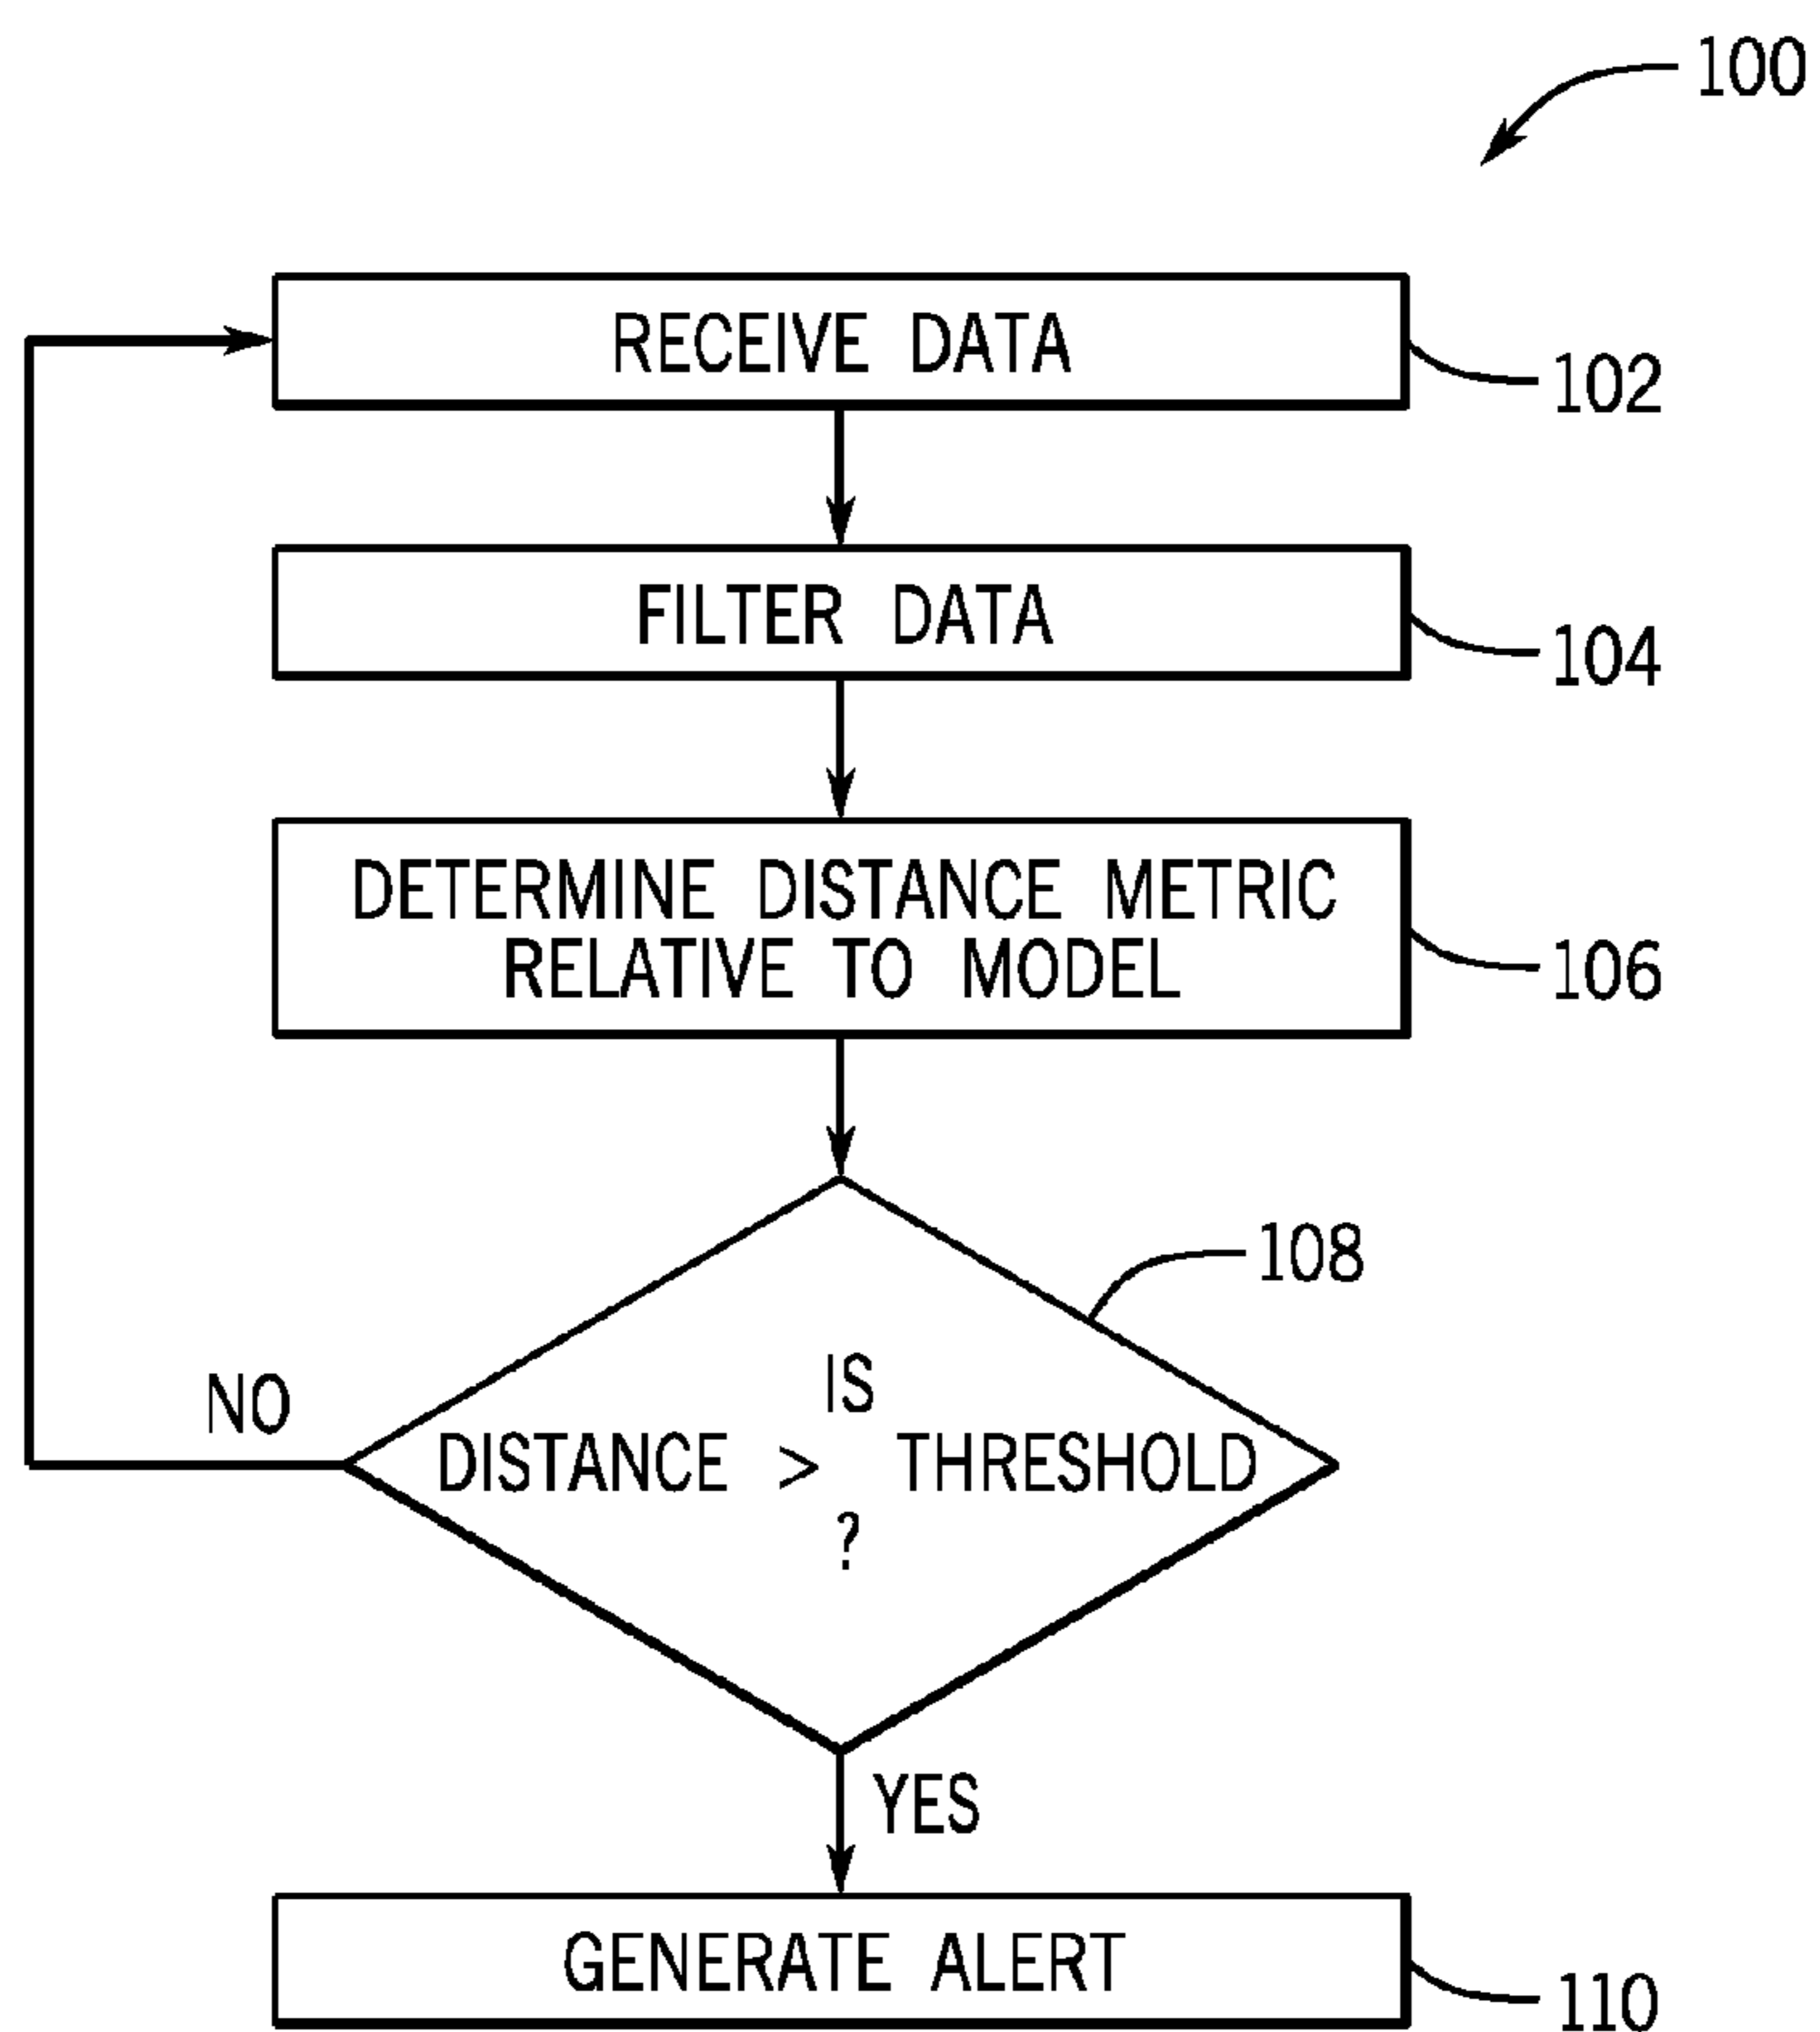 100
RECEIVE DATA
102
FILTER DATA
104
DETERMINE DISTANCE METRIC
RELATIVE TO MODEL
106
108
IS
DISTANCE > THRESHOLD
?
NO
YES
GENERATE ALERT
110